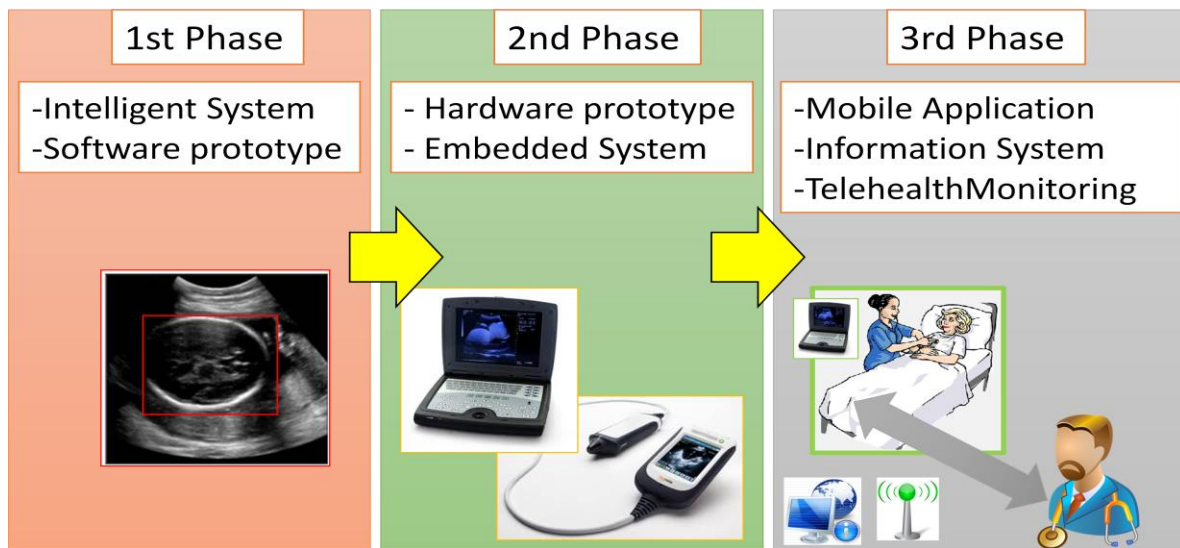 1st Phase
-Intelligent System
-Software prototype
2nd Phase
- Hardware prototype
- Embedded System
3rd Phase
-Mobile Application
-Information System
-TelehealthMonitoring